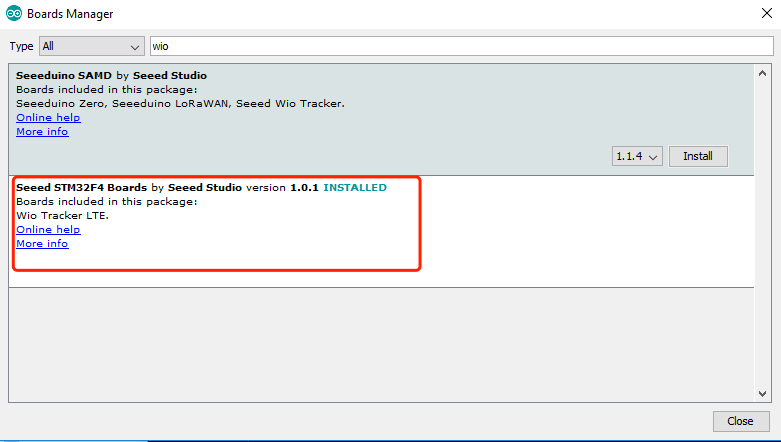 Boards Manager
Type All wio
Seeeduino SAMD by Seeed Studio
Boards included in this package:
Seeeduino Zero, Seeeduino LoRaWAN, Seeed Wio Tracker.
Online help
More info
1.1.4 Install
Seeed STM32F4 Boards by Seeed Studio version 1.0.1 INSTALLED
Boards included in this package:
Wio Tracker LTE.
Online help
More info
Close